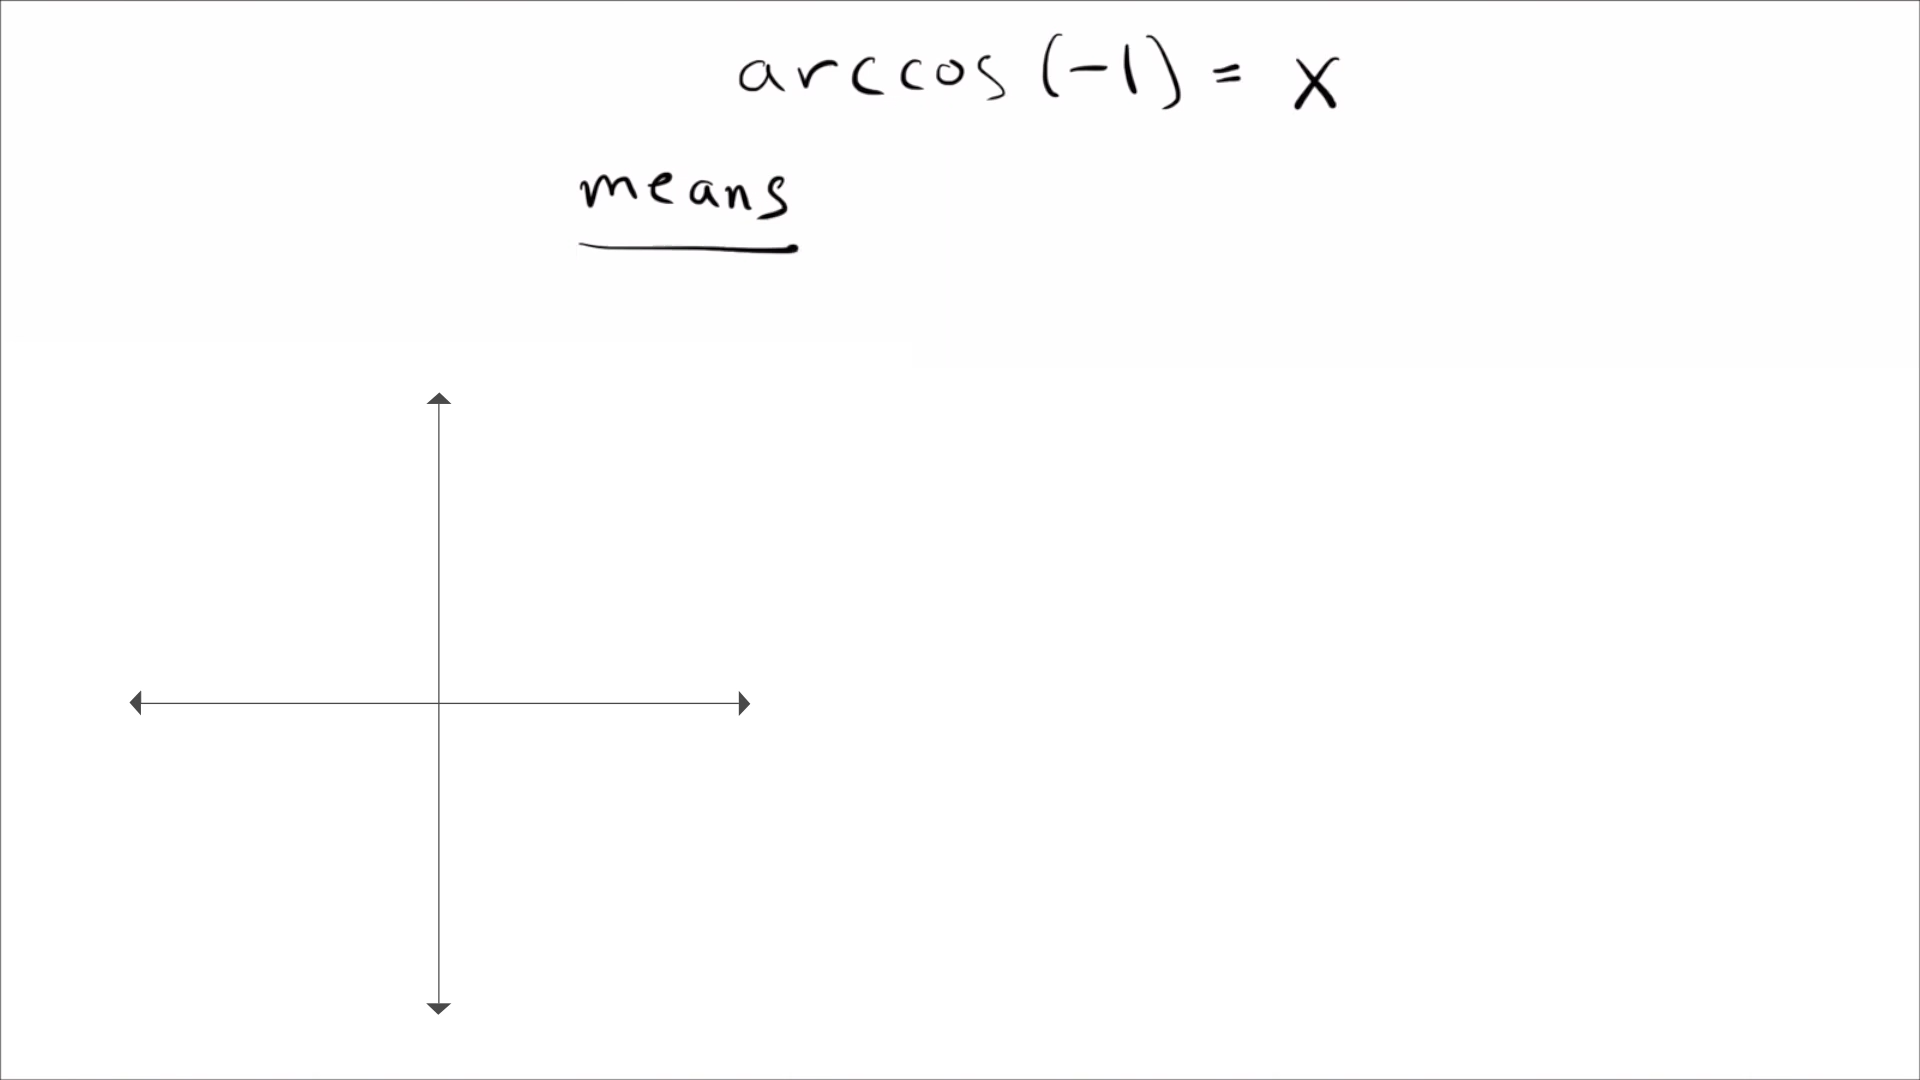 arccos (-1) = x
means